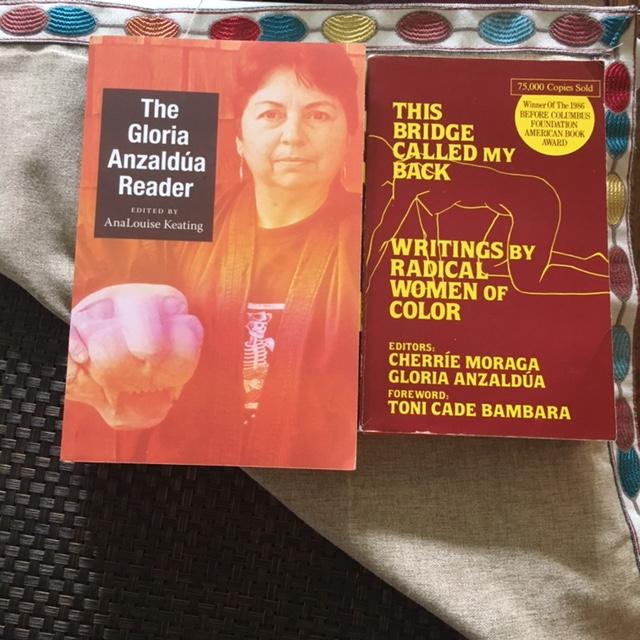 The
Gloria
Anzaldúa
Reader
EDITED BY
AnaLouise Keating
75,000 Copies Sold
Winner Of The 1986
BEFORE COLUMBUS
FOUNDATION
AMERICAN BOOK
AWARD
THIS
BRIDGE
CALLED MY
BACK
WRITINGS BY
RADICAL
WOMEN OF
COLOR
EDITORS:
CHERRÍE MORAGA
GLORIA ANZALDÚA
FOREWORD:
TONI CADE BAMBARA